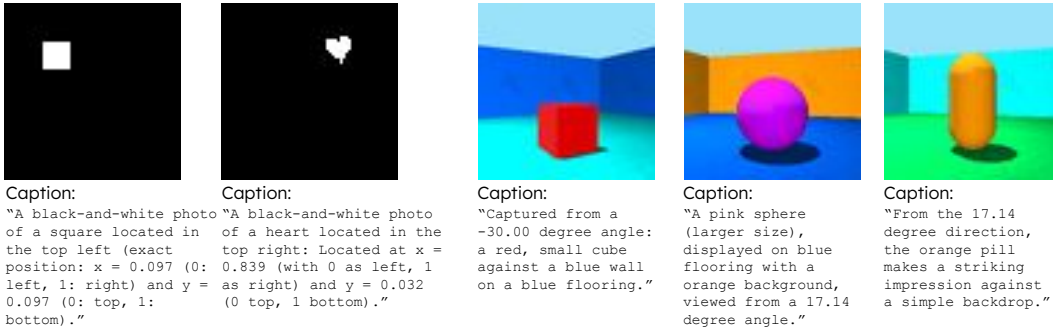 Caption:
“A black-and-white photo
of a square located in
the top left (exact
position: x = 0.097 (0:
left, 1: right) and y =
0.097 (0: top, 1:
bottom).”
Caption:
“A black-and-white photo
of a heart located in the
top right: Located at x =
0.839 (with 0 as left, 1
as right) and y = 0.032
(0 top, 1 bottom).”
Caption:
“Captured from a
-30.00 degree angle:
a red, small cube
against a blue wall
on a blue flooring.”
Caption:
“A pink sphere
(larger size),
displayed on blue
flooring with a
orange background,
viewed from a 17.14
degree angle.”
Caption:
“From the 17.14
degree direction,
the orange pill
makes a striking
impression against
a simple backdrop.”